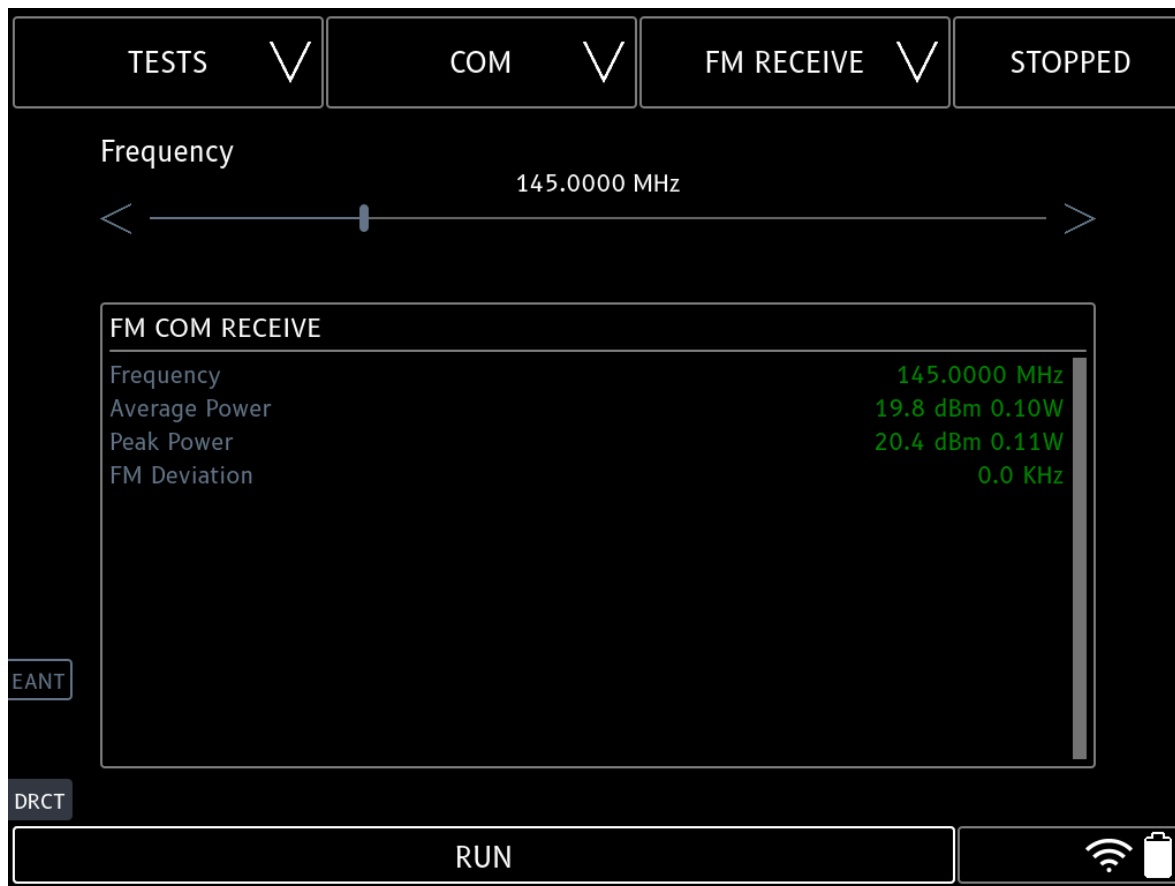 TESTS COM FM RECEIVE STOPPED
Frequency
145.0000 MHz
FM COM RECEIVE
Frequency 145.0000 MHz
Average Power 19.8 dBm 0.10W
Peak Power 20.4 dBm 0.11W
FM Deviation 0.0 KHz
EANT
DRCT
RUN